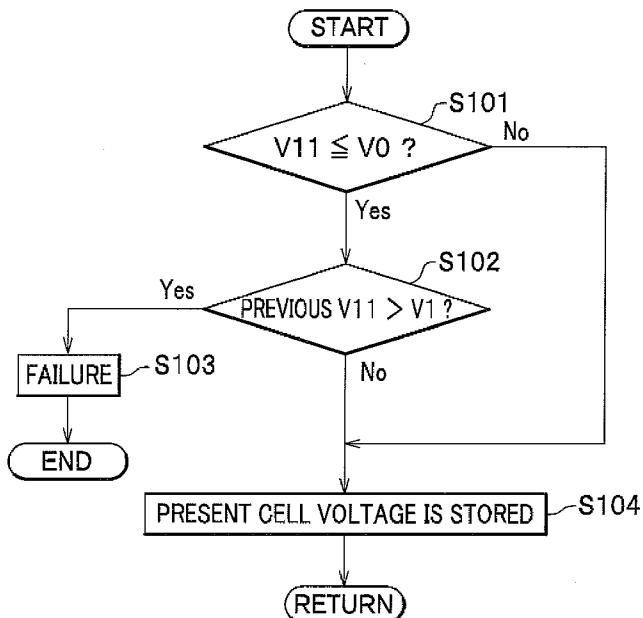 START
S101
V11 ≦ V0 ?
No
Yes
S102
Yes
PREVIOUS V11 > V1 ?
FAILURE
S103
No
END
PRESENT CELL VOLTAGE IS STORED
S104
RETURN